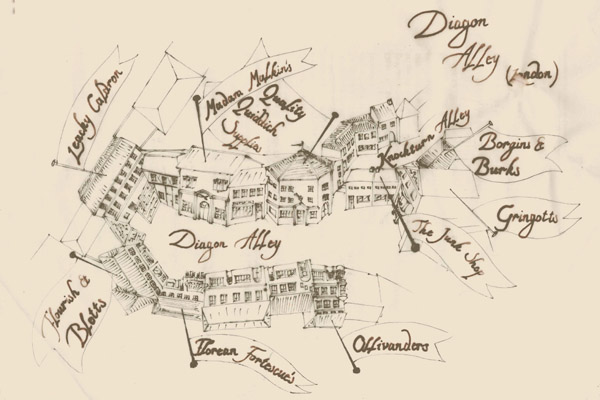 Diagon
Alley (London)
Leaky Caldron
Madam Malkin's
Quality
Quidditch
Supplies
Knockturn Alley
Borgins &
Burks
Gringotts
The Junk Shop
Diagon Alley
Flourish &
Blotts
Florean Fortescue's
Ollivanders